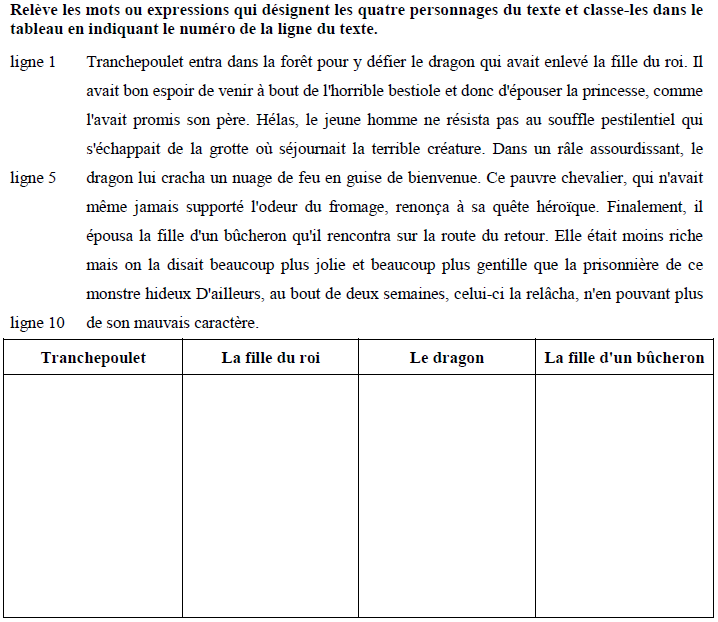 Relève les mots ou expressions qui désignent les quatre personnages du texte et classe-les dans le
tableau en indiquant le numéro de la ligne du texte.
ligne 1 Tranchepoulet entra dans la forêt pour y défier le dragon qui avait enlevé la fille du roi. Il
avait bon espoir de venir à bout de l'horrible bestiole et donc d'épouser la princesse, comme
l'avait promis son père. Hélas, le jeune homme ne résista pas au souffle pestilentiel qui
s'échappait de la grotte où séjournait la terrible créature. Dans un râle assourdissant, le
ligne 5 dragon lui cracha un nuage de feu en guise de bienvenue. Ce pauvre chevalier, qui n'avait
même jamais supporté l'odeur du fromage, renonça à sa quête héroïque. Finalement, il
épousa la fille d'un bûcheron qu'il rencontra sur la route du retour. Elle était moins riche
mais on la disait beaucoup plus jolie et beaucoup plus gentille que la prisonnière de ce
monstre hideux D'ailleurs, au bout de deux semaines, celui-ci la relâcha, n'en pouvant plus
ligne 10 de son mauvais caractère.
Tranchepoulet La fille du roi Le dragon La fille d'un bûcheron